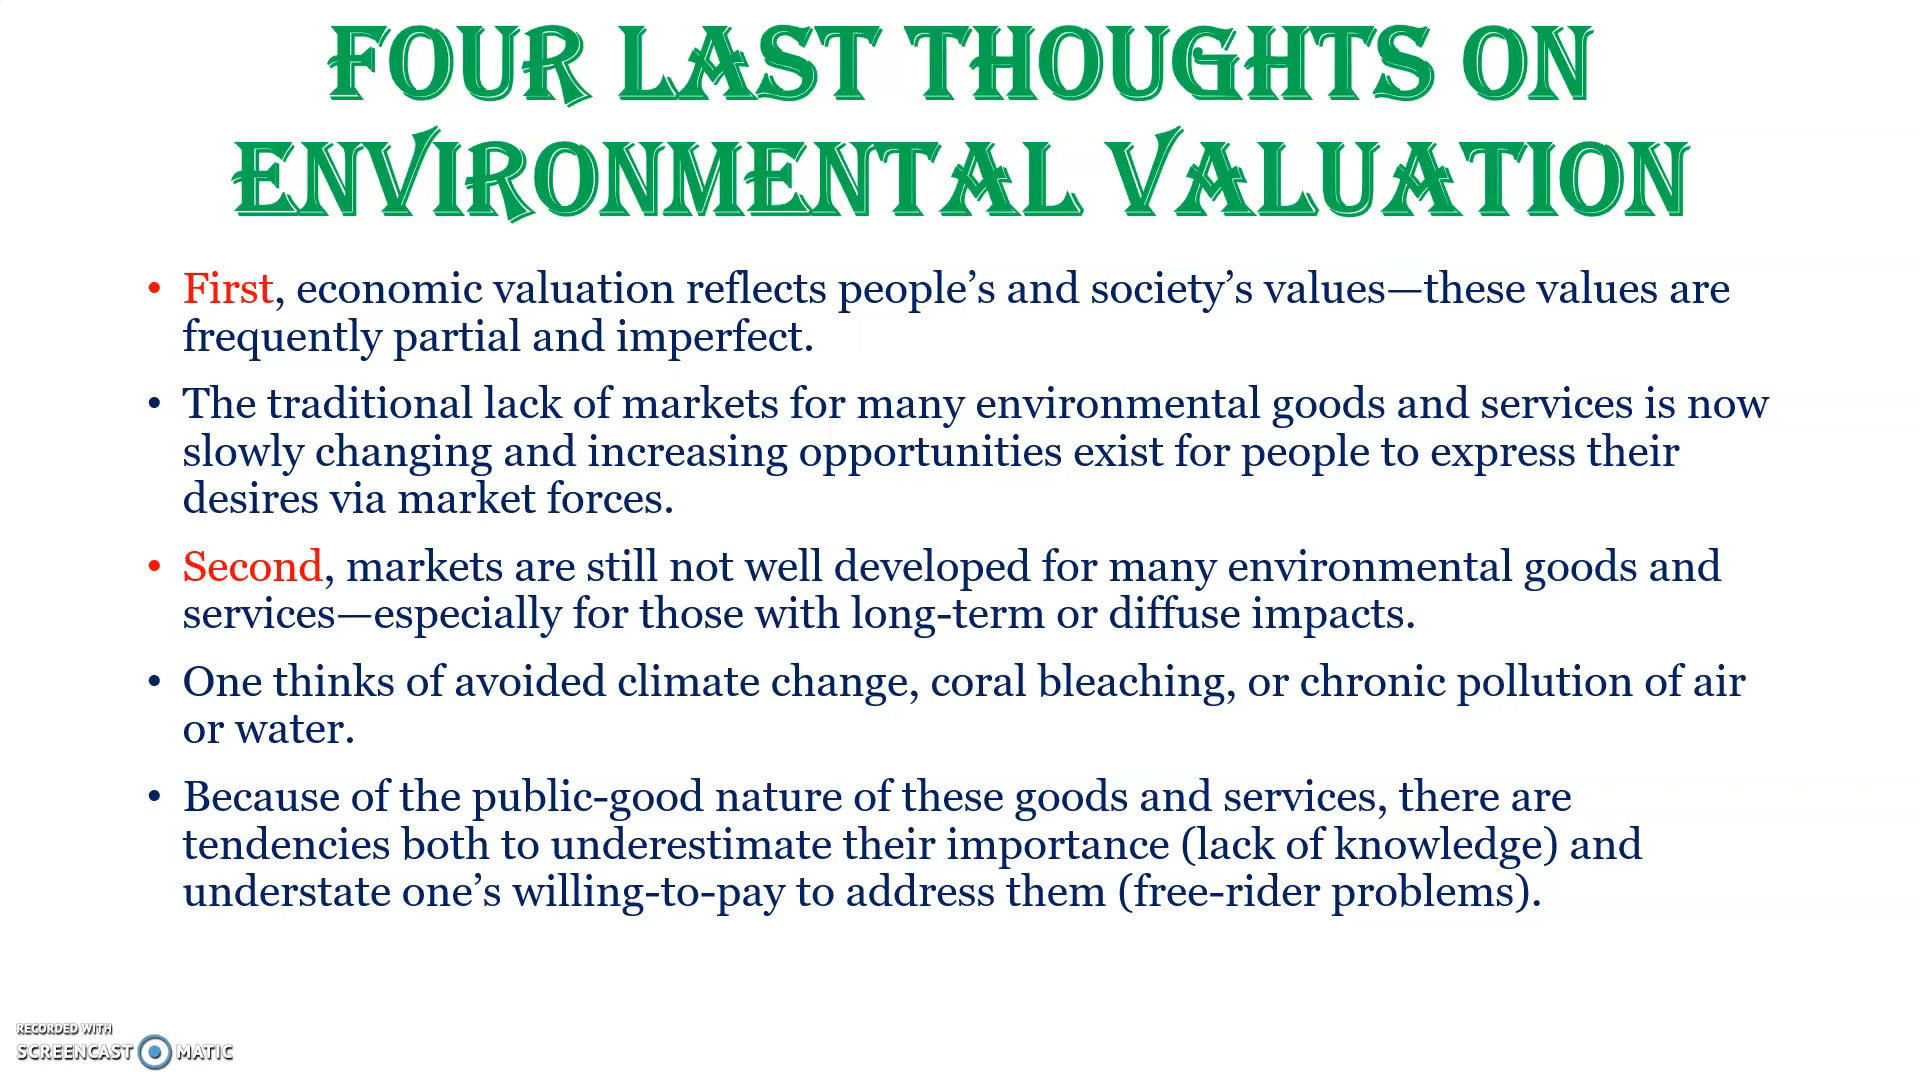 FOUR LAST THOUGHTS ON
ENVIRONMENTAL VALUATION
• First, economic valuation reflects people’s and society’s values—these values are
frequently partial and imperfect.
• The traditional lack of markets for many environmental goods and services is now
slowly changing and increasing opportunities exist for people to express their
desires via market forces.
• Second, markets are still not well developed for many environmental goods and
services—especially for those with long-term or diffuse impacts.
• One thinks of avoided climate change, coral bleaching, or chronic pollution of air
or water.
• Because of the public-good nature of these goods and services, there are
tendencies both to underestimate their importance (lack of knowledge) and
understate one’s willing-to-pay to address them (free-rider problems).
RECORDED WITH
SCREENCAST MATIC